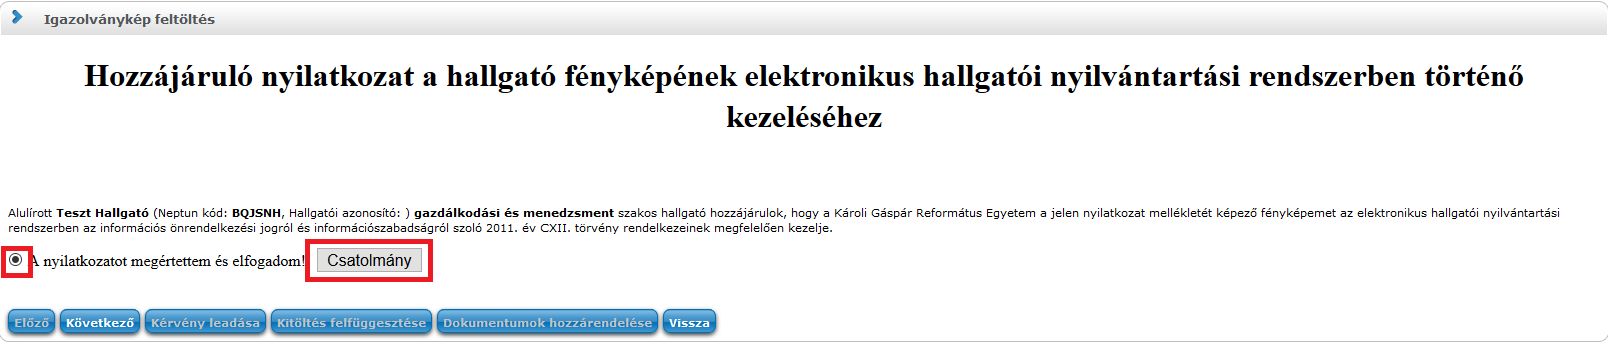 Igazolványkép feltöltés
Hozzájáruló nyilatkozat a hallgató fényképének elektronikus hallgatói nyilvántartási rendszerben történő
kezeléséhez
Alulírott Teszt Hallgató (Neptun kód: BQJSNH, Hallgatói azonosító: ) gazdálkodási és menedzsment szakos hallgató hozzájárulok, hogy a Károli Gáspár Református Egyetem a jelen nyilatkozat mellékletét képező fényképemet az elektronikus hallgatói nyilvántartási
rendszerben az információs önrendelkezési jogról és információszabadságról szoló 2011. év CXII. törvény rendelkezeinek megfelelően kezelje.
A nyilatkozatot megértettem és elfogadom! Csatolmány
Előző Következő Kérvény leadása Kitöltés felfüggesztése Dokumentumok hozzárendelése Vissza